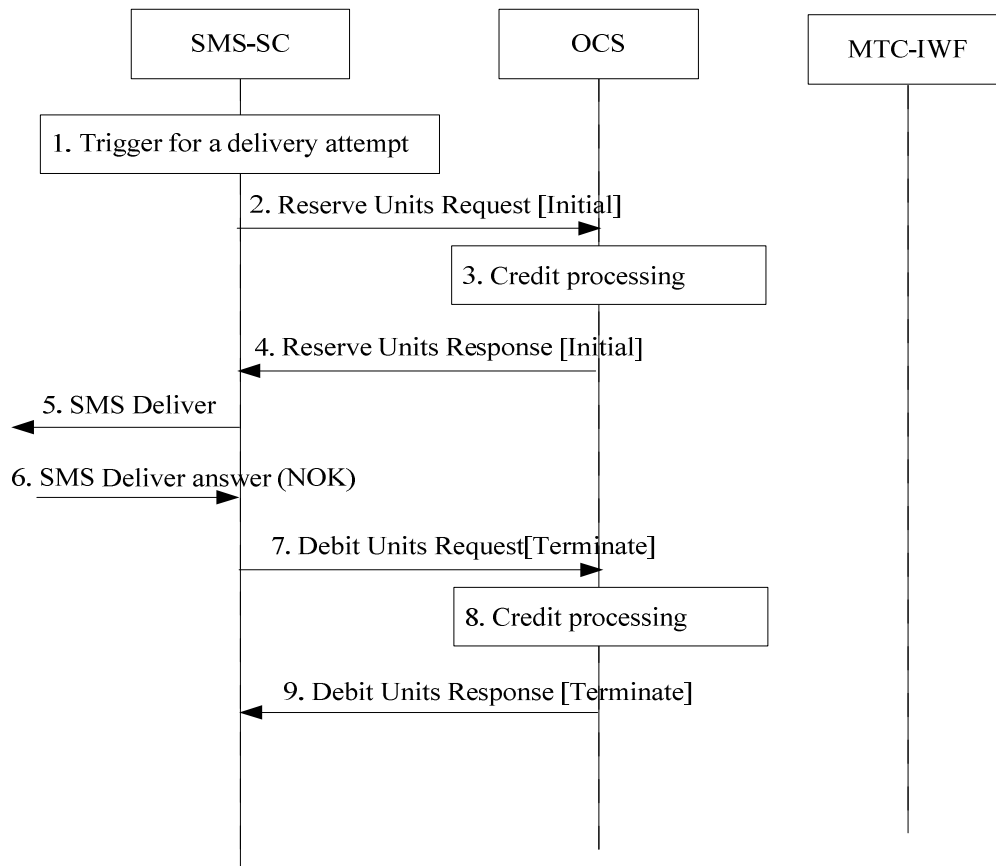 SMS-SC
OCS
MTC-IWF
1. Trigger for a delivery attempt
2. Reserve Units Request [Initial]
3. Credit processing
4. Reserve Units Response [Initial]
5. SMS Deliver
6. SMS Deliver answer (NOK)
7. Debit Units Request[Terminate]
8. Credit processing
9. Debit Units Response [Terminate]